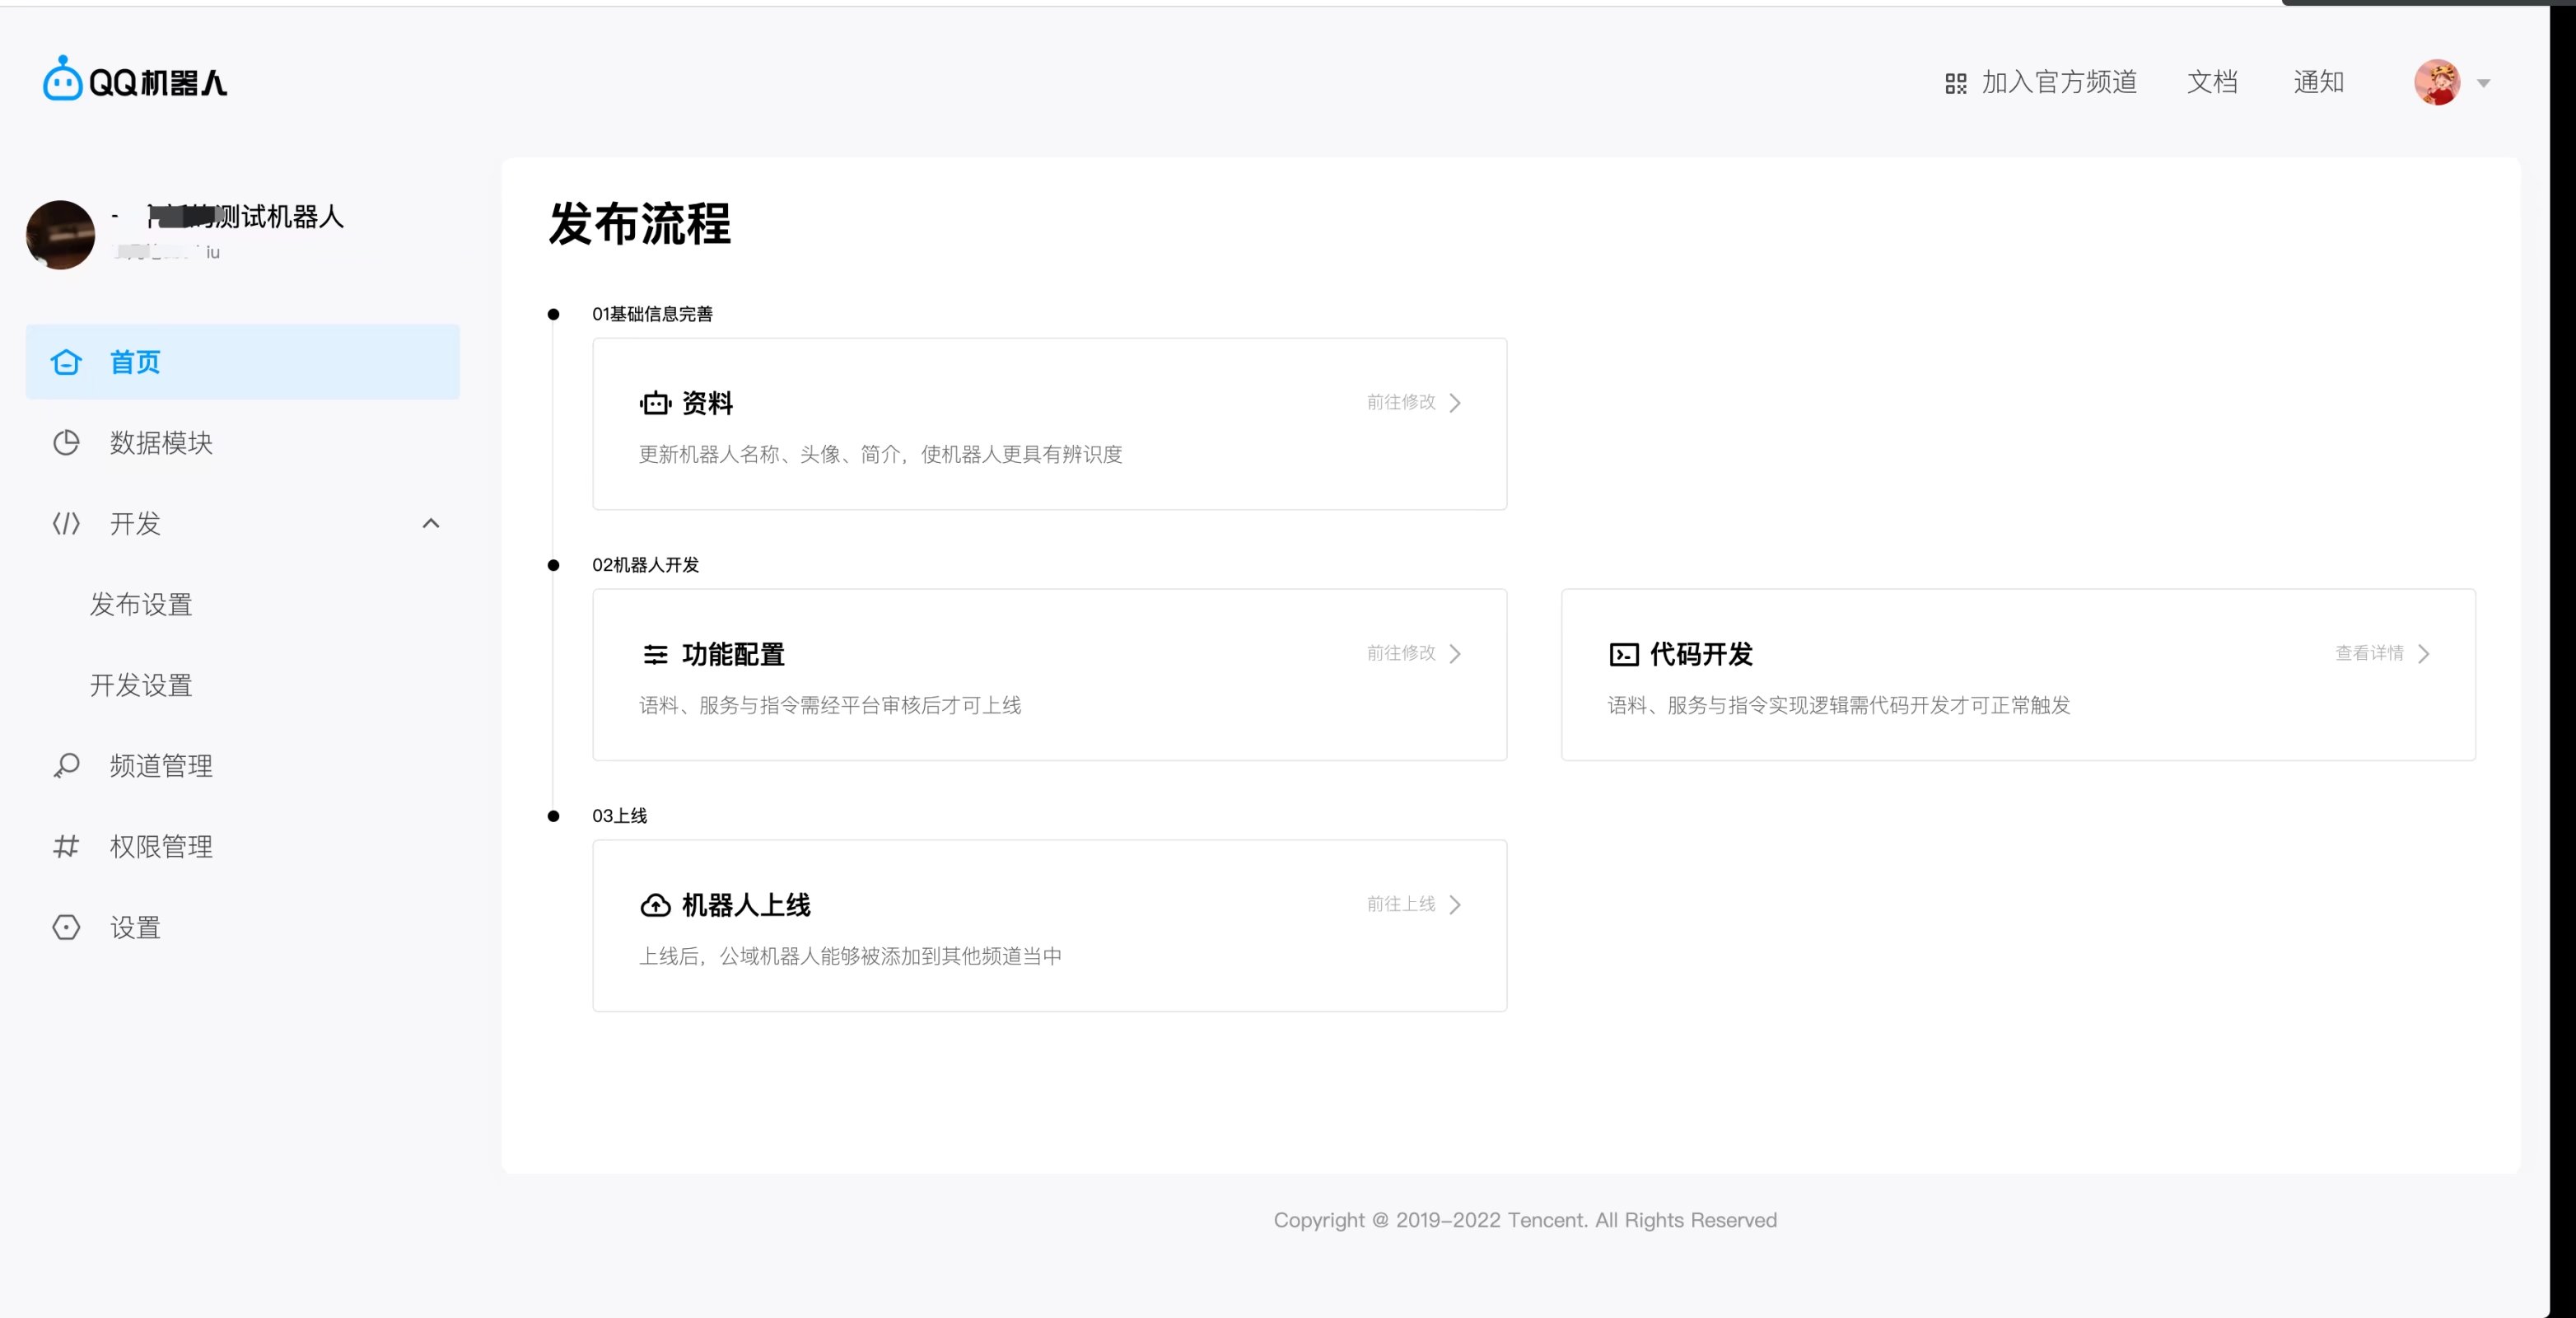 QQ机器人
加入官方频道 文档 通知
测试机器人
iu
首页
数据模块
开发
发布设置
开发设置
频道管理
权限管理
设置
发布流程
01基础信息完善
资料 前往修改
更新机器人名称、头像、简介，使机器人更具有辨识度
02机器人开发
功能配置 前往修改
语料、服务与指令需经平台审核后才可上线
代码开发 查看详情
语料、服务与指令实现逻辑需代码开发才可正常触发
03上线
机器人上线 前往上线
上线后，公域机器人能够被添加到其他频道当中
Copyright @ 2019-2022 Tencent. All Rights Reserved